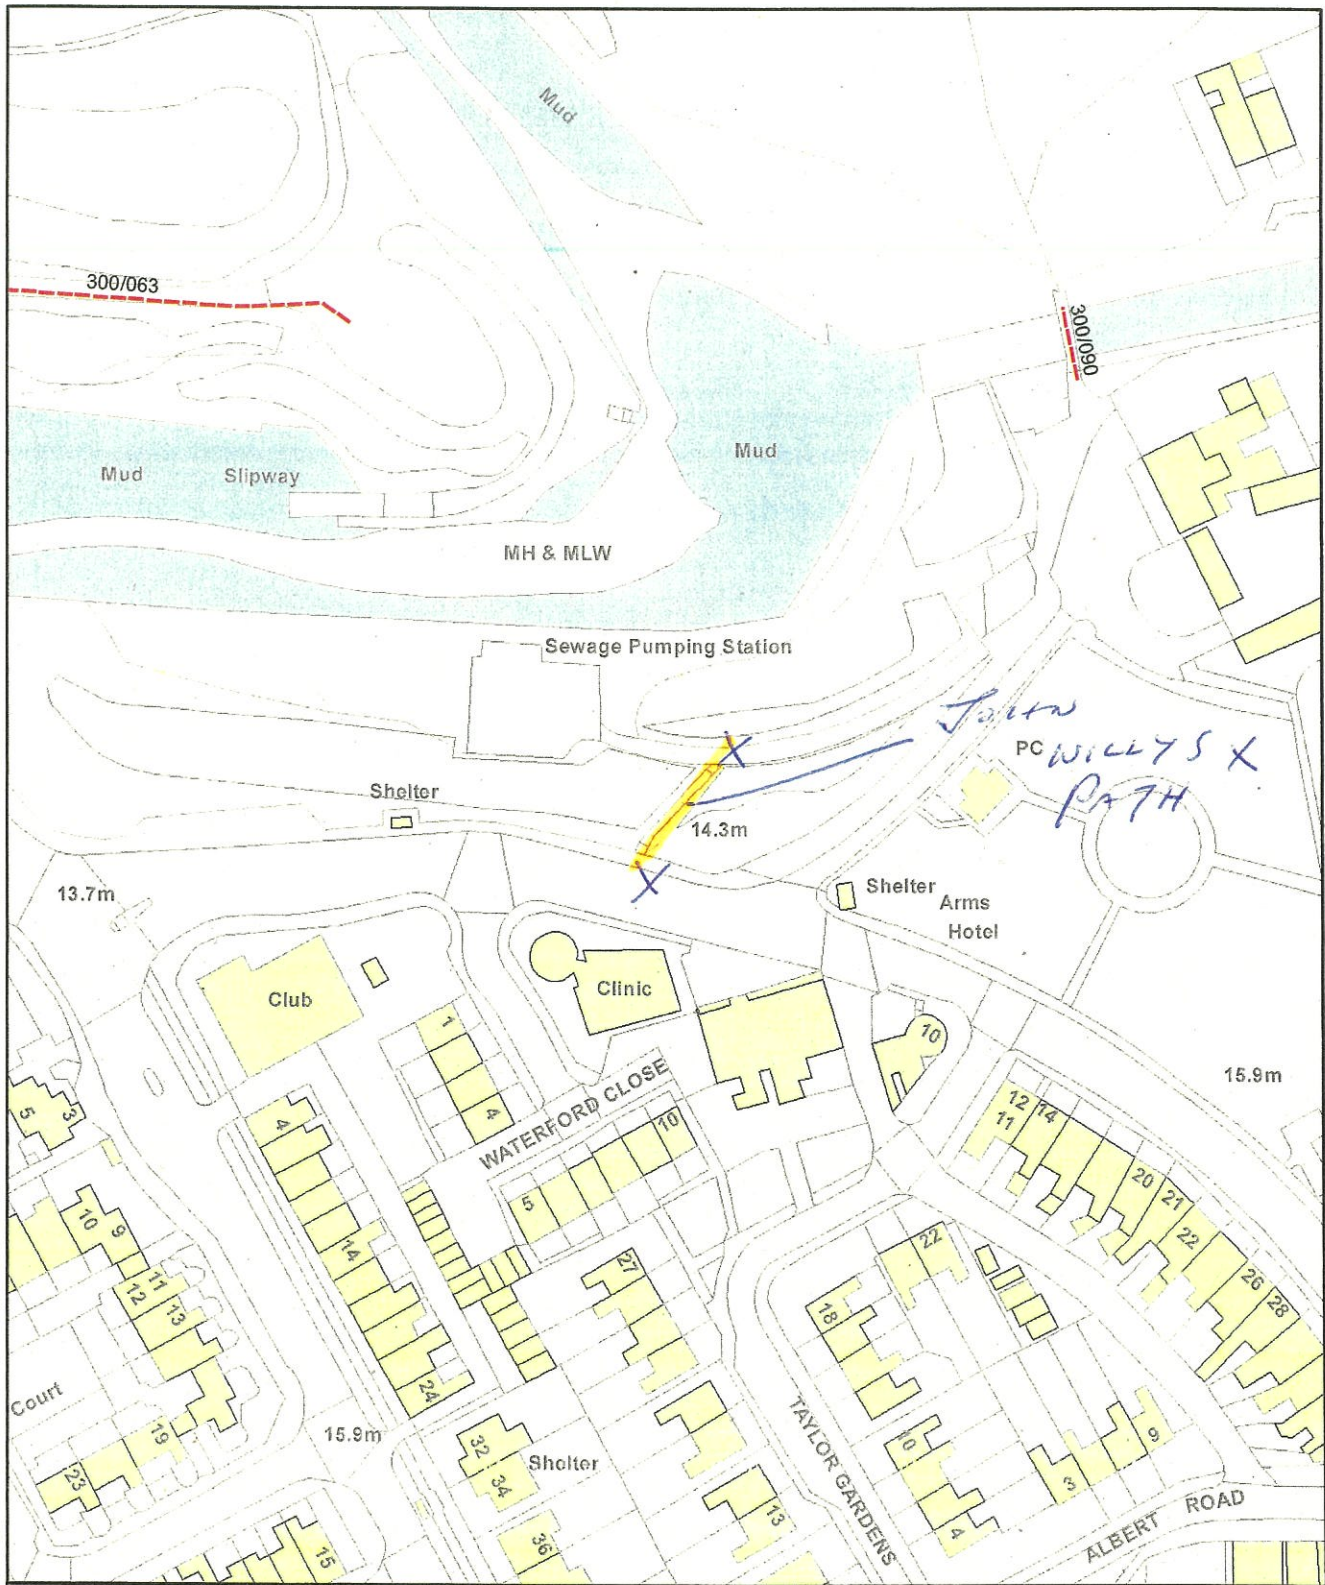 Mud
300/063
300/090
Mud
Slipway
Mud
MH & MLW
Sewage Pumping Station
JOHN
PC WILLYS X
PATH
X
Shelter
14.3m
X
13.7m
Shelter
Arms
Hotel
Club
Clinic
1
10
15.9m
4
WATERFORD CLOSE
10
12
11
14
5
3
4
5
20
21
22
10
9
14
27
22
26
28
11
12
13
18
24
Court
15.9m
19
23
32
34
Shelter
TAYLOR GARDENS
10
9
3
13
4
ALBERT ROAD
15
36